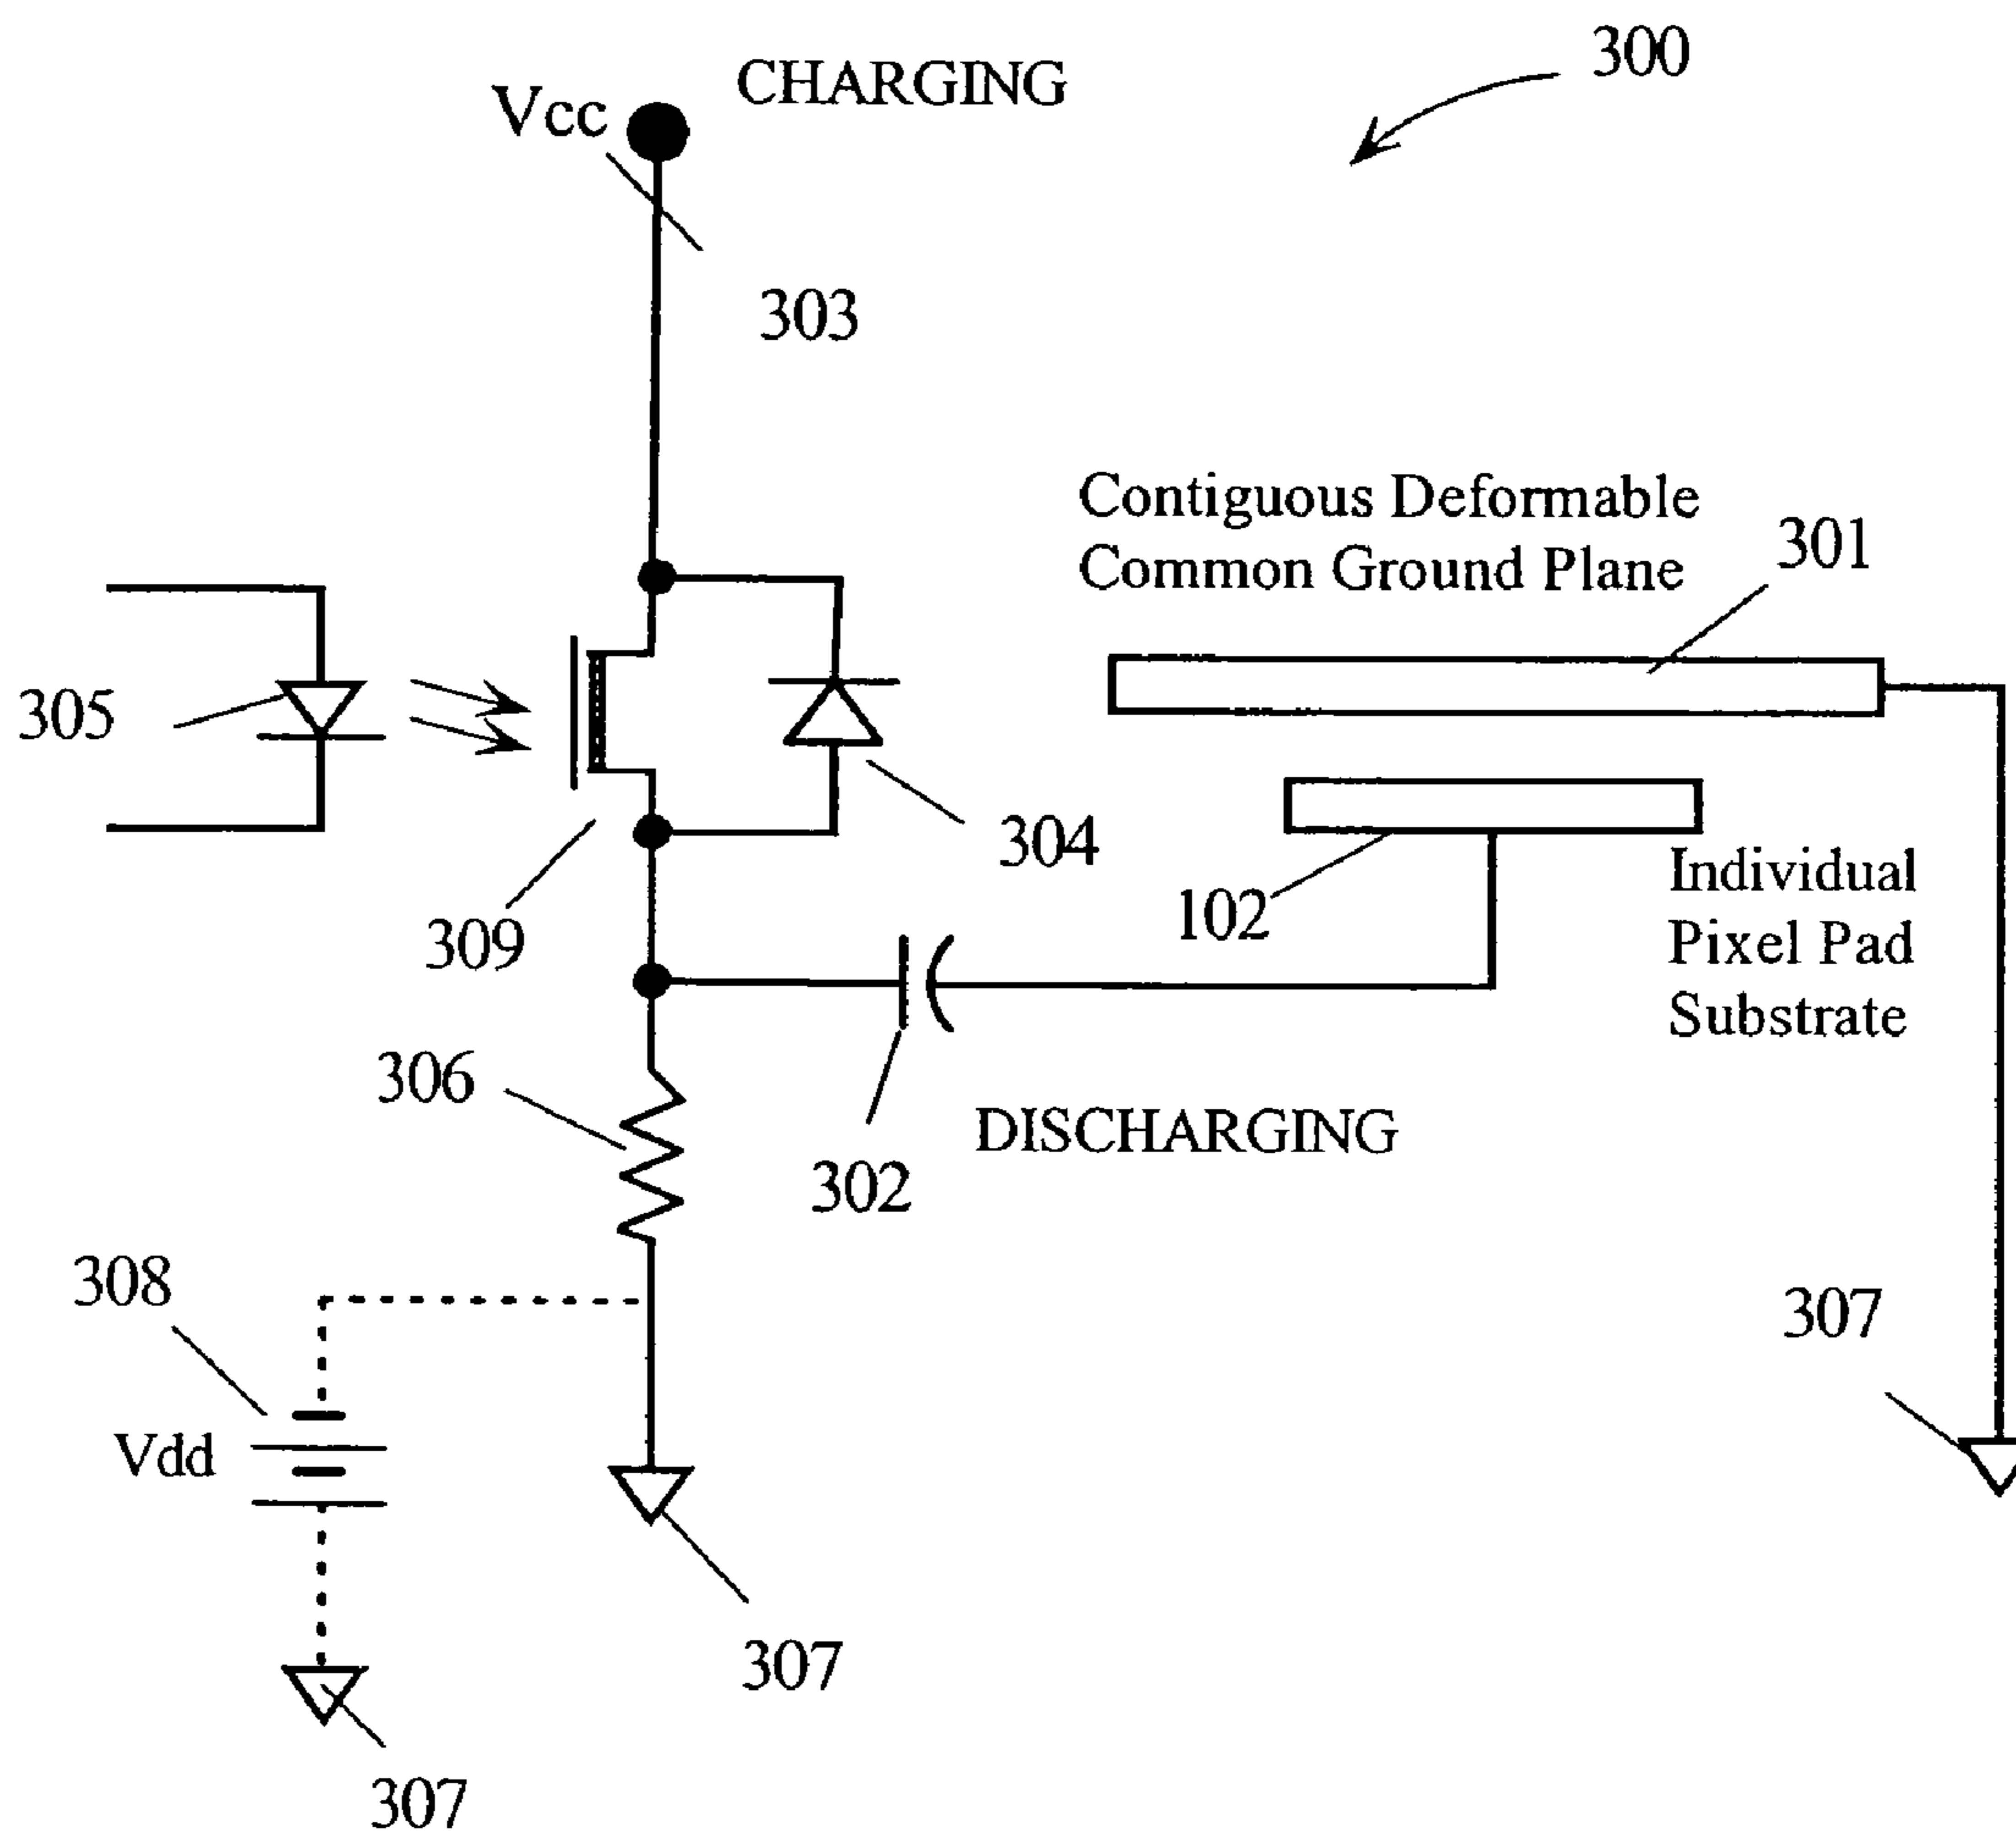 300
CHARGING
Vcc
303
Contiguous Deformable
Common Ground Plane
301
305
304
102
Individual
Pixel Pad
Substrate
309
306
DISCHARGING
302
308
307
Vdd
307
307